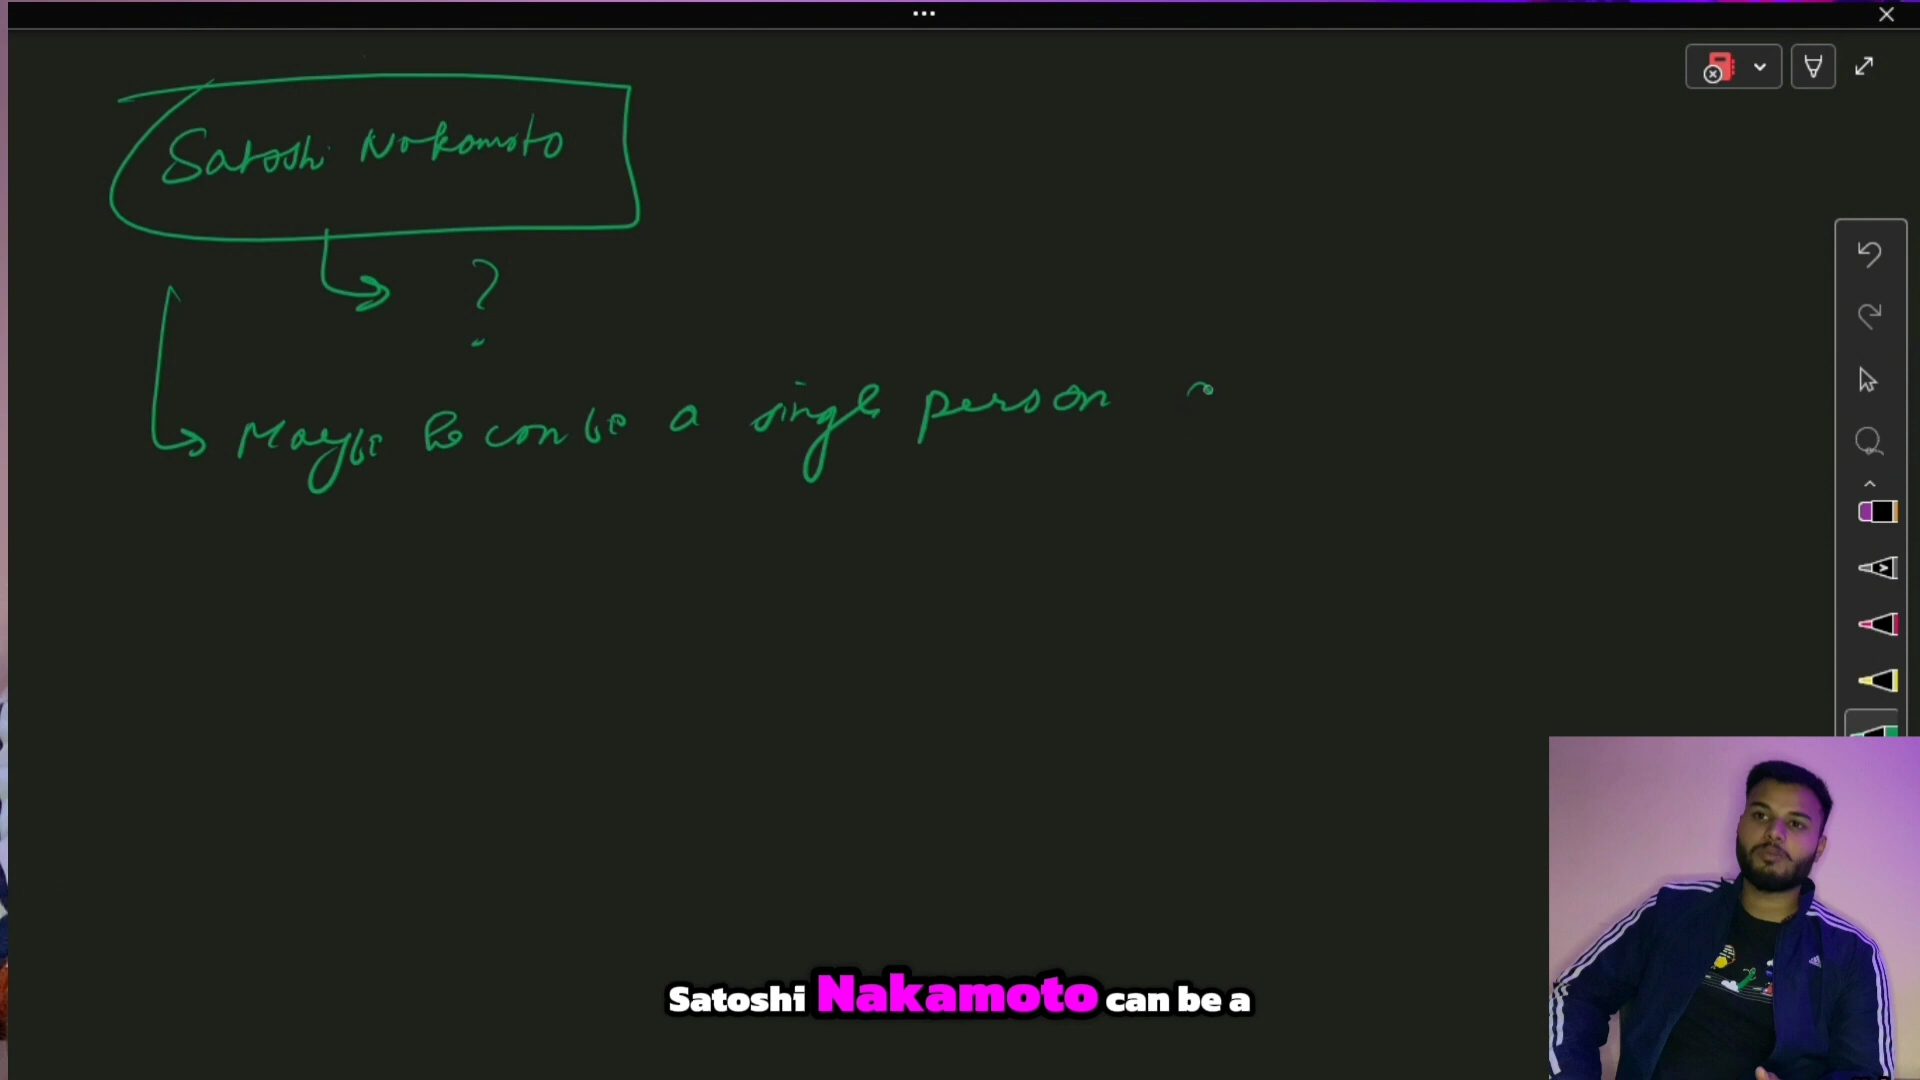 Satoshi Nakamoto
?
Maybe he can be a single person
Satoshi Nakamoto can be a